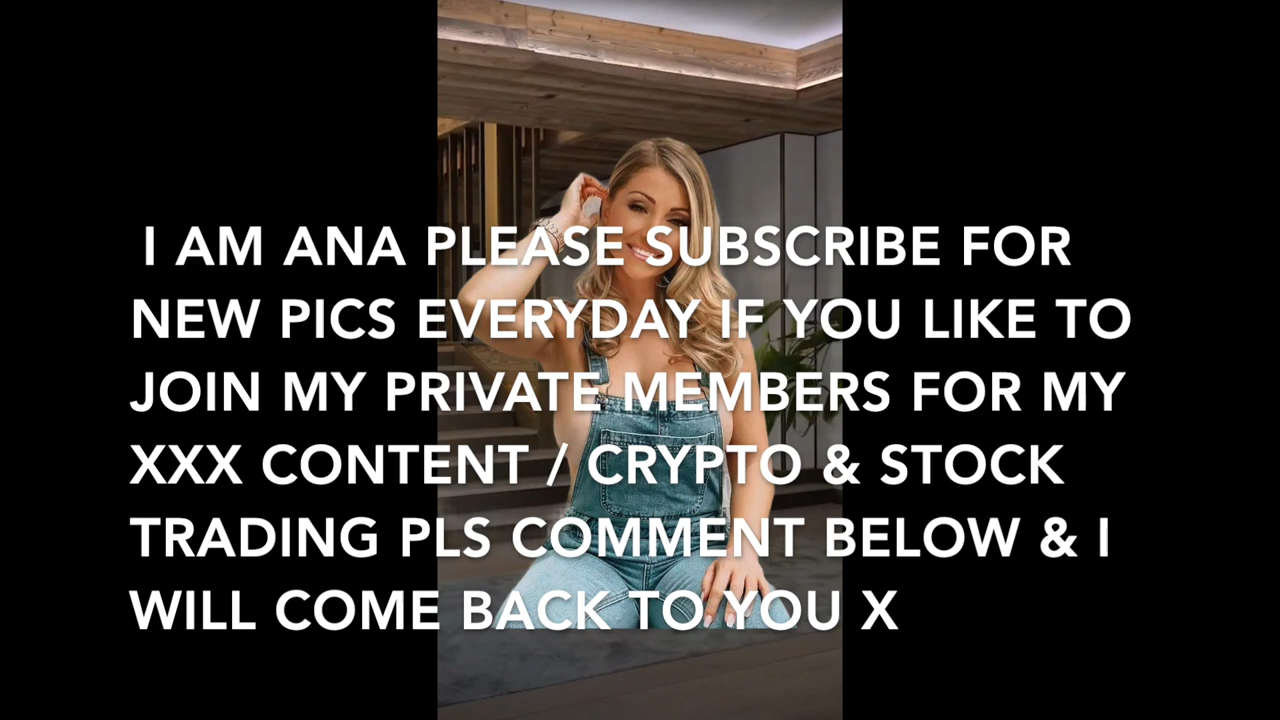 I AM ANA PLEASE SUBSCRIBE FOR
NEW PICS EVERYDAY IF YOU LIKE TO
JOIN MY PRIVATE MEMBERS FOR MY
XXX CONTENT / CRYPTO & STOCK
TRADING PLS COMMENT BELOW & I
WILL COME BACK TO YOU X